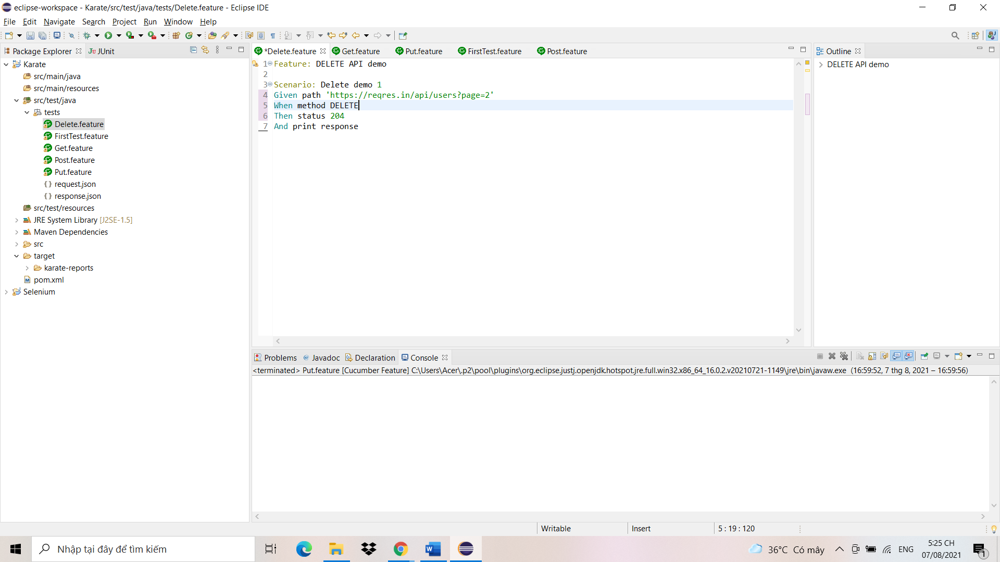 eclipse-workspace - Karate/src/test/java/tests/Delete.feature - Eclipse IDE
File Edit Navigate Search Project Run Window Help
Package Explorer JUnit
Karate
src/main/java
src/main/resources
src/test/java
tests
Delete.feature
FirstTest.feature
Get.feature
Post.feature
Put.feature
request.json
response.json
src/test/resources
JRE System Library [J2SE-1.5]
Maven Dependencies
src
target
karate-reports
pom.xml
Selenium
*Delete.feature Get.feature Put.feature FirstTest.feature Post.feature
1 Feature: DELETE API demo
2
3 Scenario: Delete demo 1
4 Given path 'https://reqres.in/api/users?page=2'
5 When method DELETE
6 Then status 204
7 And print response
Outline
DELETE API demo
Problems Javadoc Declaration Console
<terminated> Put.feature [Cucumber Feature] C:\Users\Acer\.p2\pool\plugins\org.eclipse.justj.openjdk.hotspot.jre.full.win32.x86_64_16.0.2.v20210721-1149\jre\bin\javaw.exe (16:59:52, 7 thg 8, 2021 – 16:59:56)
Writable Insert 5 : 19 : 120
Nhập tại đây để tìm kiếm
36°C Có mây ENG
5:25 CH
07/08/2021
1